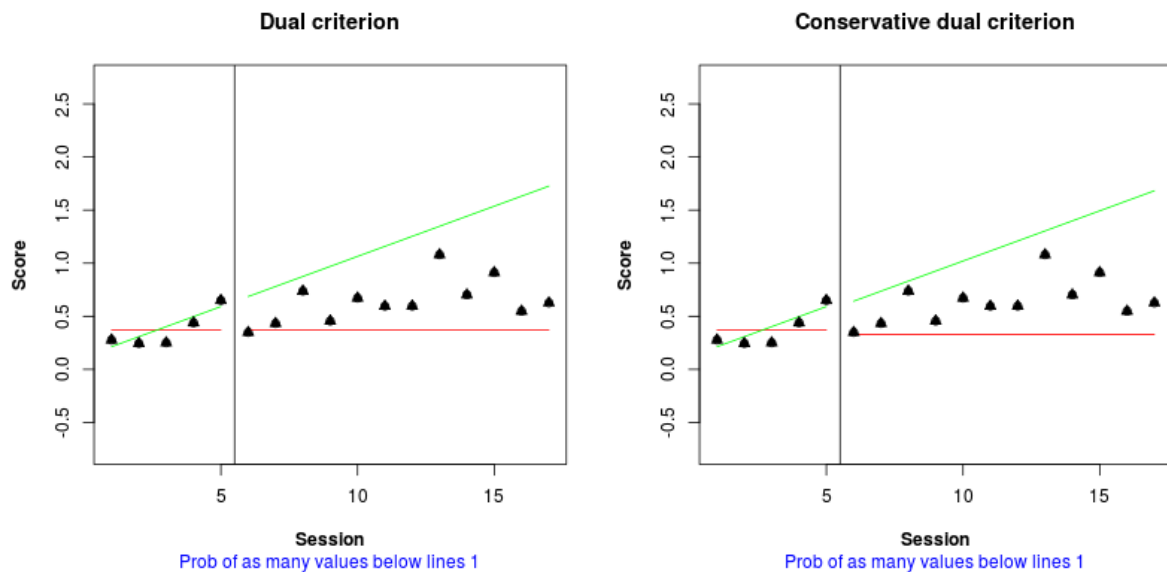 Dual criterion
Score
2.5
2.0
1.5
1.0
0.5
0.0
-0.5
5
10
15
Session
Prob of as many values below lines 1
Conservative dual criterion
Score
2.5
2.0
1.5
1.0
0.5
0.0
-0.5
5
10
15
Session
Prob of as many values below lines 1